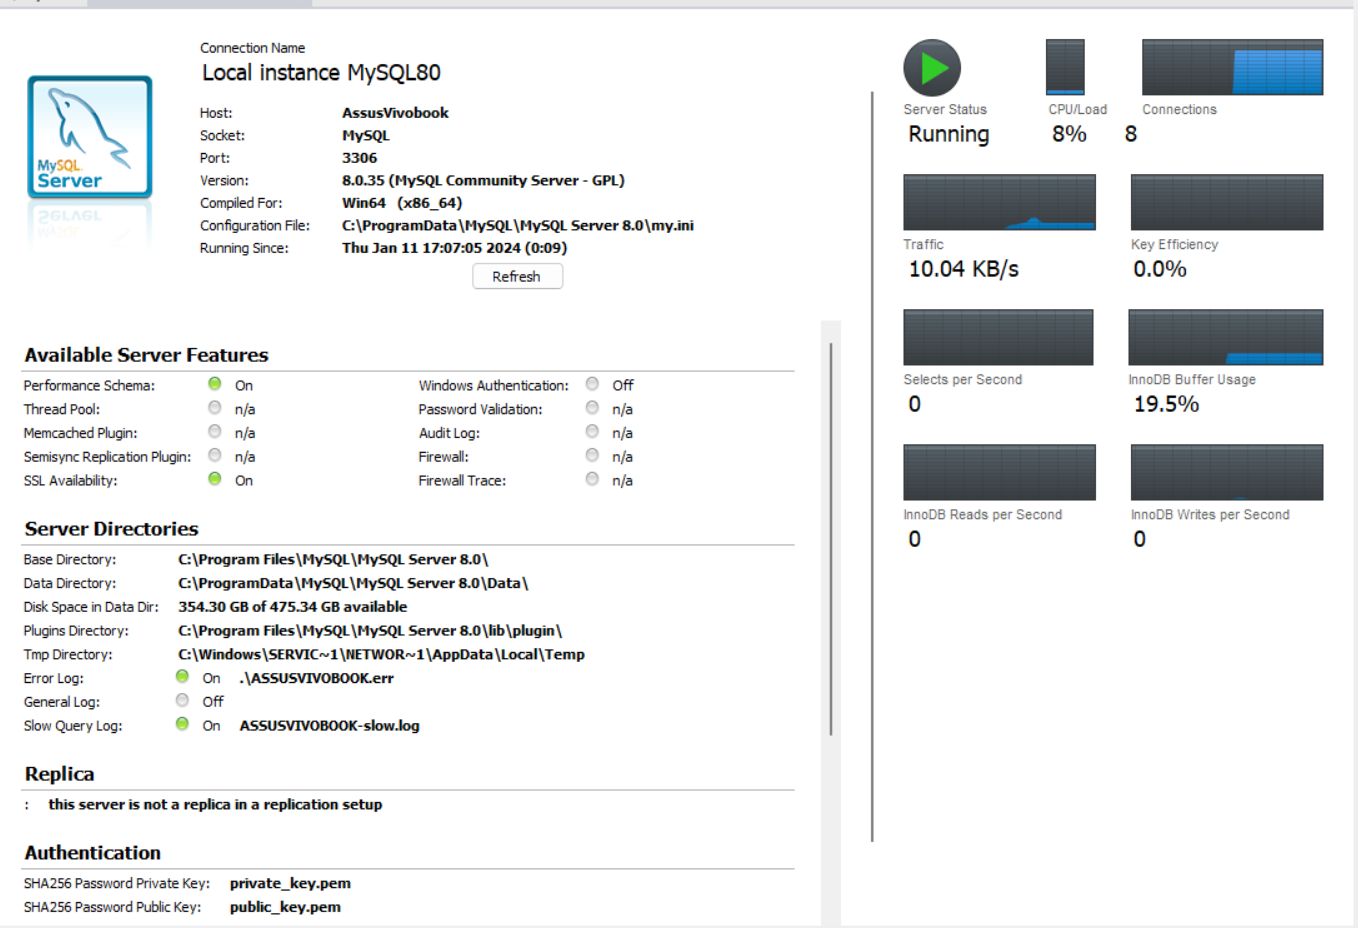 Connection Name
Local instance MySQL80
MySQL
Server
Host: AssusVivobook
Socket: MySQL
Port: 3306
Version: 8.0.35 (MySQL Community Server - GPL)
Compiled For: Win64 (x86_64)
Configuration File: C:\ProgramData\MySQL\MySQL Server 8.0\my.ini
Running Since: Thu Jan 11 17:07:05 2024 (0:09)
Refresh
Available Server Features
Performance Schema: On Windows Authentication: Off
Thread Pool: n/a Password Validation: n/a
Memcached Plugin: n/a Audit Log: n/a
Semisync Replication Plugin: n/a Firewall: n/a
SSL Availability: On Firewall Trace: n/a
Server Directories
Base Directory: C:\Program Files\MySQL\MySQL Server 8.0\
Data Directory: C:\ProgramData\MySQL\MySQL Server 8.0\Data\
Disk Space in Data Dir: 354.30 GB of 475.34 GB available
Plugins Directory: C:\Program Files\MySQL\MySQL Server 8.0\lib\plugin\
Tmp Directory: C:\Windows\SERVIC~1\NETWOR~1\AppData\Local\Temp
Error Log: On .\ASSUSVIVOBOOK.err
General Log: Off
Slow Query Log: On ASSUSVIVOBOOK-slow.log
Replica
: this server is not a replica in a replication setup
Authentication
SHA256 Password Private Key: private_key.pem
SHA256 Password Public Key: public_key.pem
Server Status CPU/Load Connections
Running 8% 8
Traffic Key Efficiency
10.04 KB/s 0.0%
Selects per Second InnoDB Buffer Usage
0 19.5%
InnoDB Reads per Second InnoDB Writes per Second
0 0